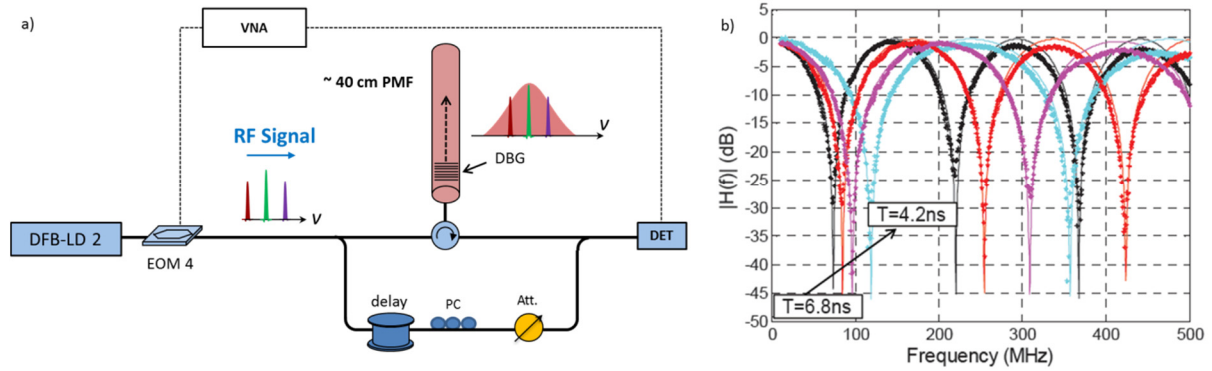 a)
VNA
~ 40 cm PMF
RF Signal
ν
ν
DBG
DFB-LD 2
EOM 4
DET
delay
PC
Att.
b)
|H(f)| (dB)
5
0
-5
-10
-15
-20
-25
-30
-35
-40
-45
-50
T=4.2ns
T=6.8ns
100
200
300
400
500
Frequency (MHz)